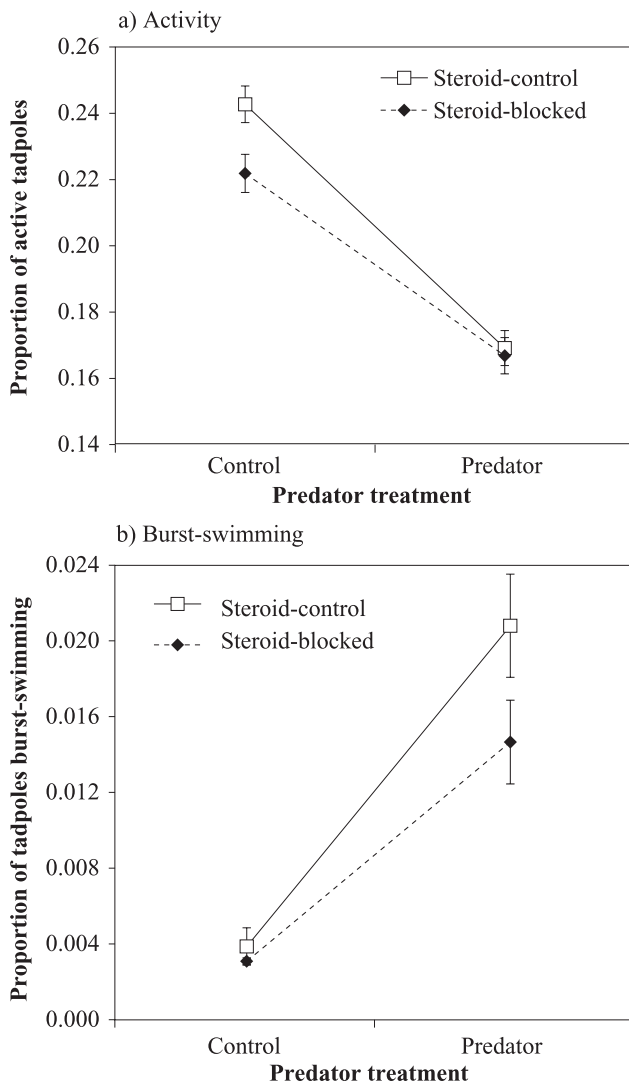 a) Activity
0.26
0.24
0.22
0.20
0.18
0.16
0.14
Proportion of active tadpoles
Steroid-control
Steroid-blocked
Control Predator
Predator treatment
b) Burst-swimming
0.024
0.020
0.016
0.012
0.008
0.004
0.000
Proportion of tadpoles burst-swimming
Steroid-control
Steroid-blocked
Control Predator
Predator treatment